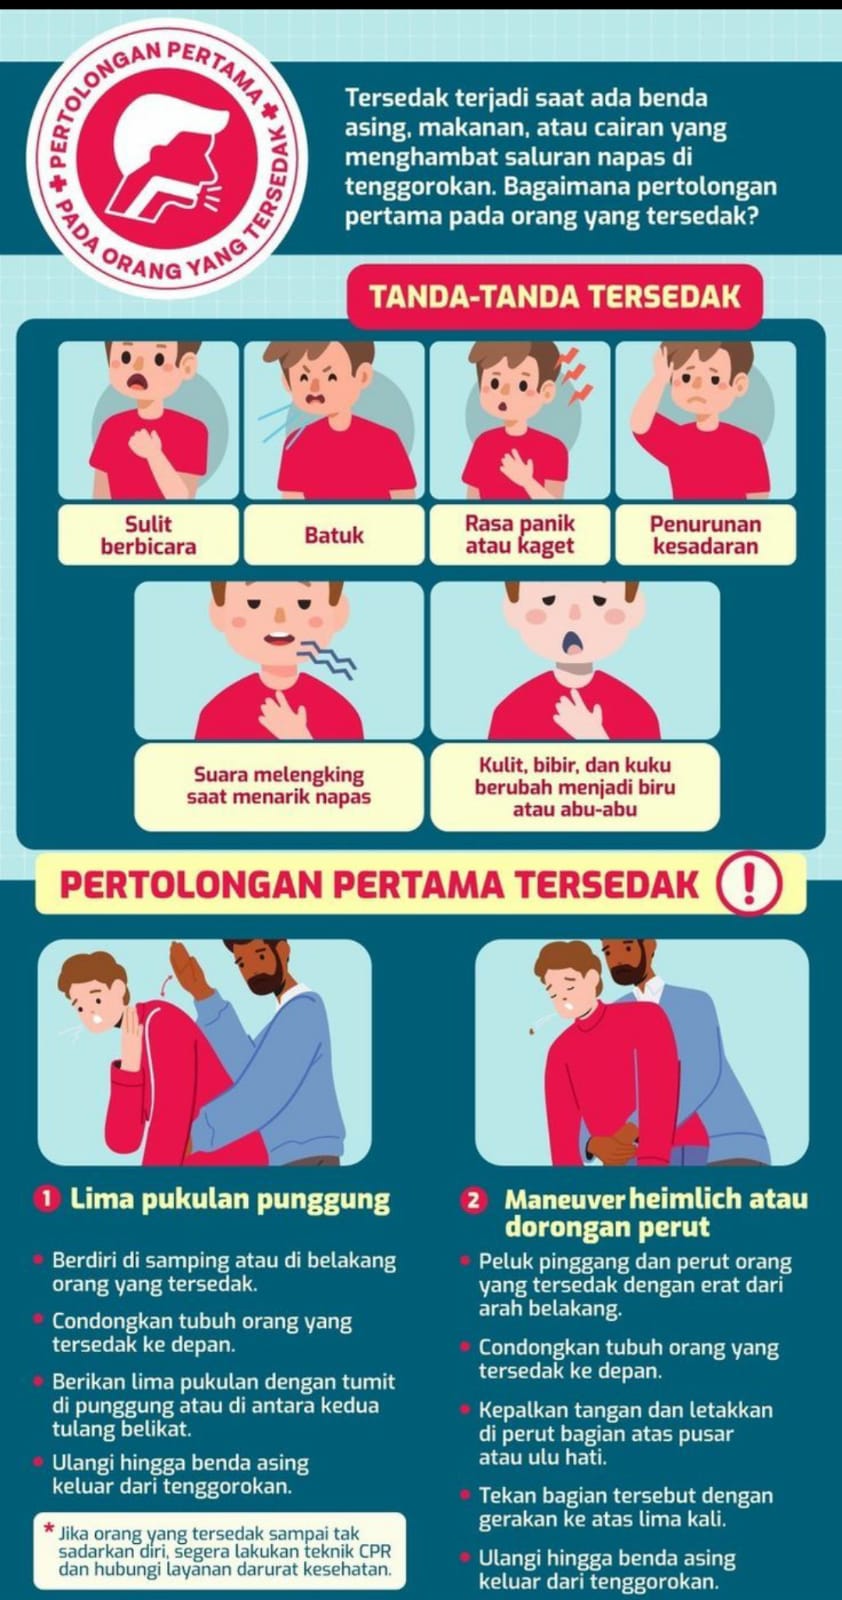 PERTOLONGAN PERTAMA
PADA ORANG YANG TERSEDAK
Tersedak terjadi saat ada benda
asing, makanan, atau cairan yang
menghambat saluran napas di
tenggorokan. Bagaimana pertolongan
pertama pada orang yang tersedak?
TANDA-TANDA TERSEDAK
Sulit
berbicara
Batuk
Rasa panik
atau kaget
Penurunan
kesadaran
Suara melengking
saat menarik napas
Kulit, bibir, dan kuku
berubah menjadi biru
atau abu-abu
PERTOLONGAN PERTAMA TERSEDAK !
1 Lima pukulan punggung
• Berdiri di samping atau di belakang
orang yang tersedak.
• Condongkan tubuh orang yang
tersedak ke depan.
• Berikan lima pukulan dengan tumit
di punggung atau di antara kedua
tulang belikat.
• Ulangi hingga benda asing
keluar dari tenggorokan.
* Jika orang yang tersedak sampai tak
sadarkan diri, segera lakukan teknik CPR
dan hubungi layanan darurat kesehatan.
2 Maneuver heimlich atau
dorongan perut
• Peluk pinggang dan perut orang
yang tersedak dengan erat dari
arah belakang.
• Condongkan tubuh orang yang
tersedak ke depan.
• Kepalkan tangan dan letakkan
di perut bagian atas pusar
atau ulu hati.
• Tekan bagian tersebut dengan
gerakan ke atas lima kali.
• Ulangi hingga benda asing
keluar dari tenggorokan.